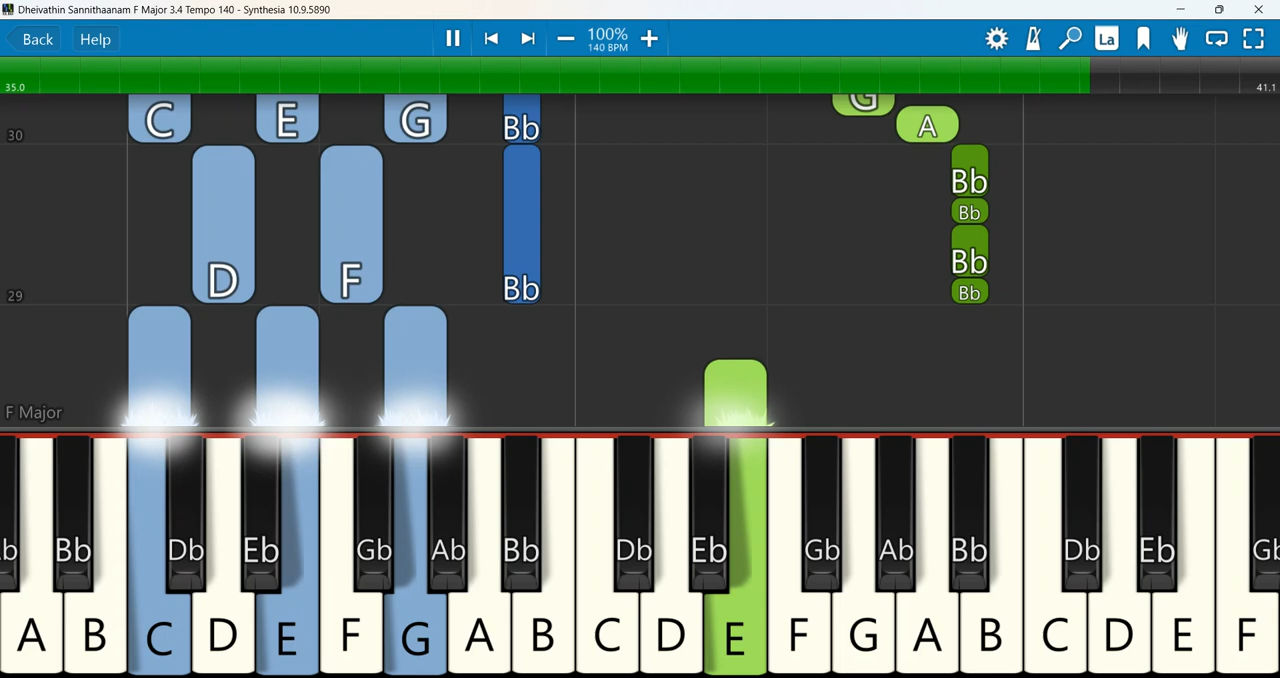 Dheivathin Sannithaanam F Major 3.4 Tempo 140 - Synthesia 10.9.5890
Back Help 100% La
140 BPM
35.0 41.1
C E G Bb G A
30
Bb
Bb
D F Bb Bb
29 Bb
F Major
Bb Db Eb Gb Ab Bb Db Eb Gb Ab Bb Db Eb
A B C D E F G A B C D E F G A B C D E F